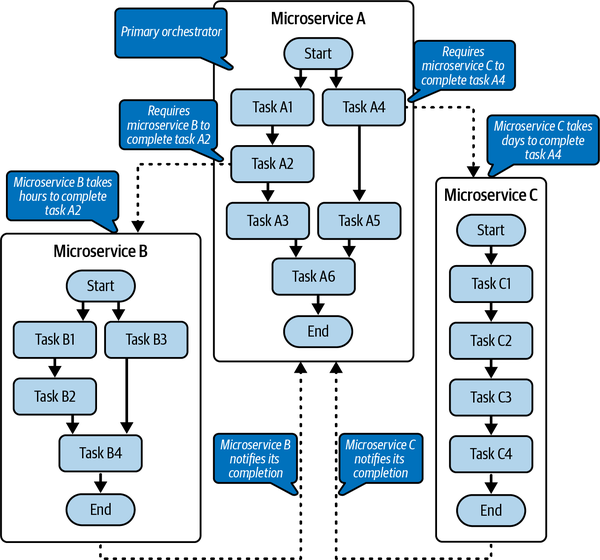 Microservice A
Primary orchestrator
Start
Requires
microservice C to
complete task A4
Task A1
Task A4
Requires
microservice B to
complete task A2
Microservice C takes
days to complete
task A4
Task A2
Microservice B takes
hours to complete
task A2
Microservice C
Task A3
Task A5
Start
Microservice B
Task A6
Start
Task C1
End
Task B1
Task B3
Task C2
Task B2
Task C3
Task B4
Microservice B
notifies its
completion
Microservice C
notifies its
completion
Task C4
End
End